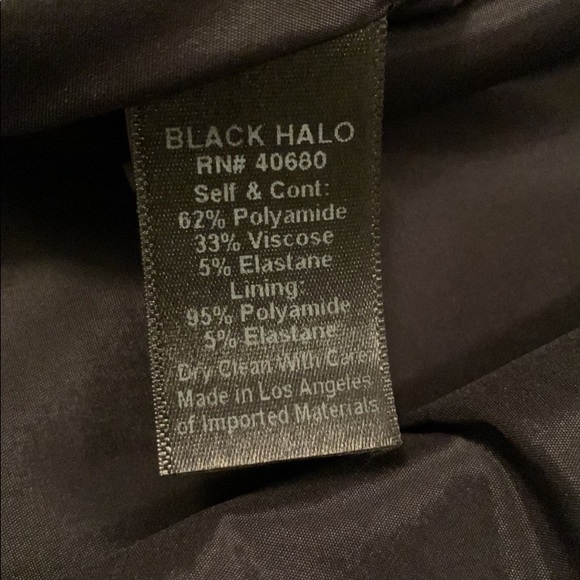 BLACK HALO
RN# 40680
Self & Cont:
62% Polyamide
33% Viscose
5% Elastane
Lining:
95% Polyamide
5% Elastane
Dry Clean With Care
Made in Los Angeles
of Imported Materials